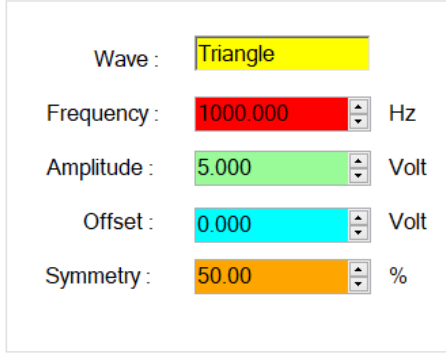 Wave : Triangle
Frequency : 1000.000 Hz
Amplitude : 5.000 Volt
Offset : 0.000 Volt
Symmetry : 50.00 %